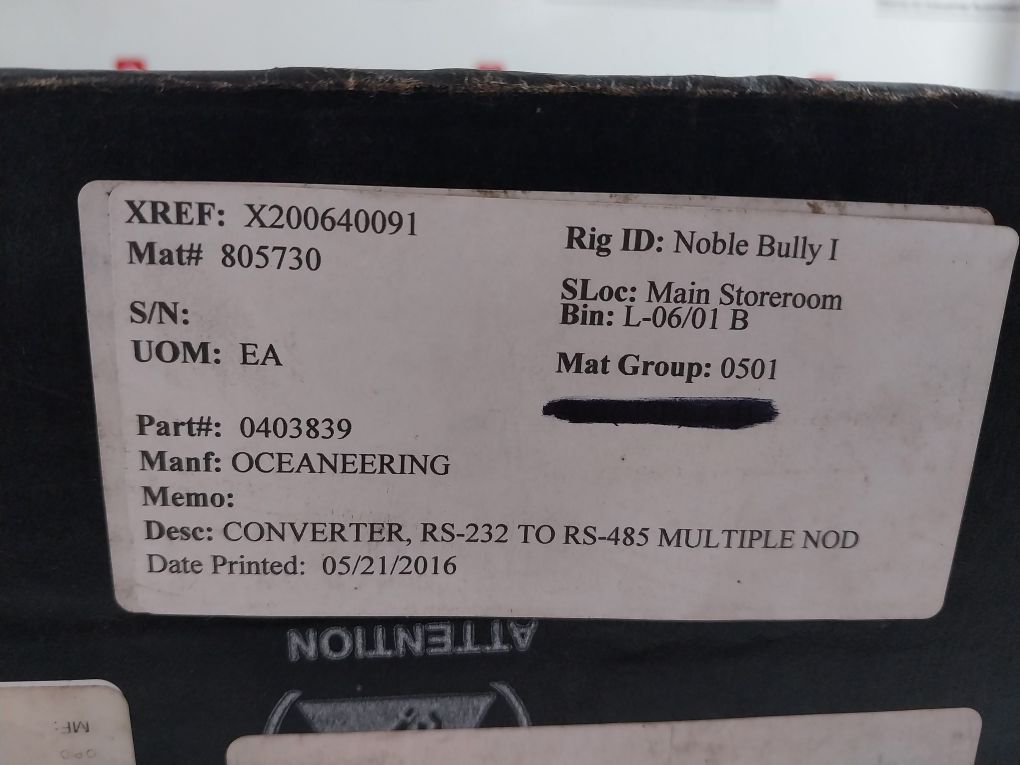 XREF: X200640091
Mat# 805730
S/N:
UOM: EA
Part#: 0403839
Manf: OCEANEERING
Memo:
Desc: CONVERTER, RS-232 TO RS-485 MULTIPLE NOD
Date Printed: 05/21/2016
Rig ID: Noble Bully I
SLoc: Main Storeroom
Bin: L-06/01 B
Mat Group: 0501
ATTENTION
MF: